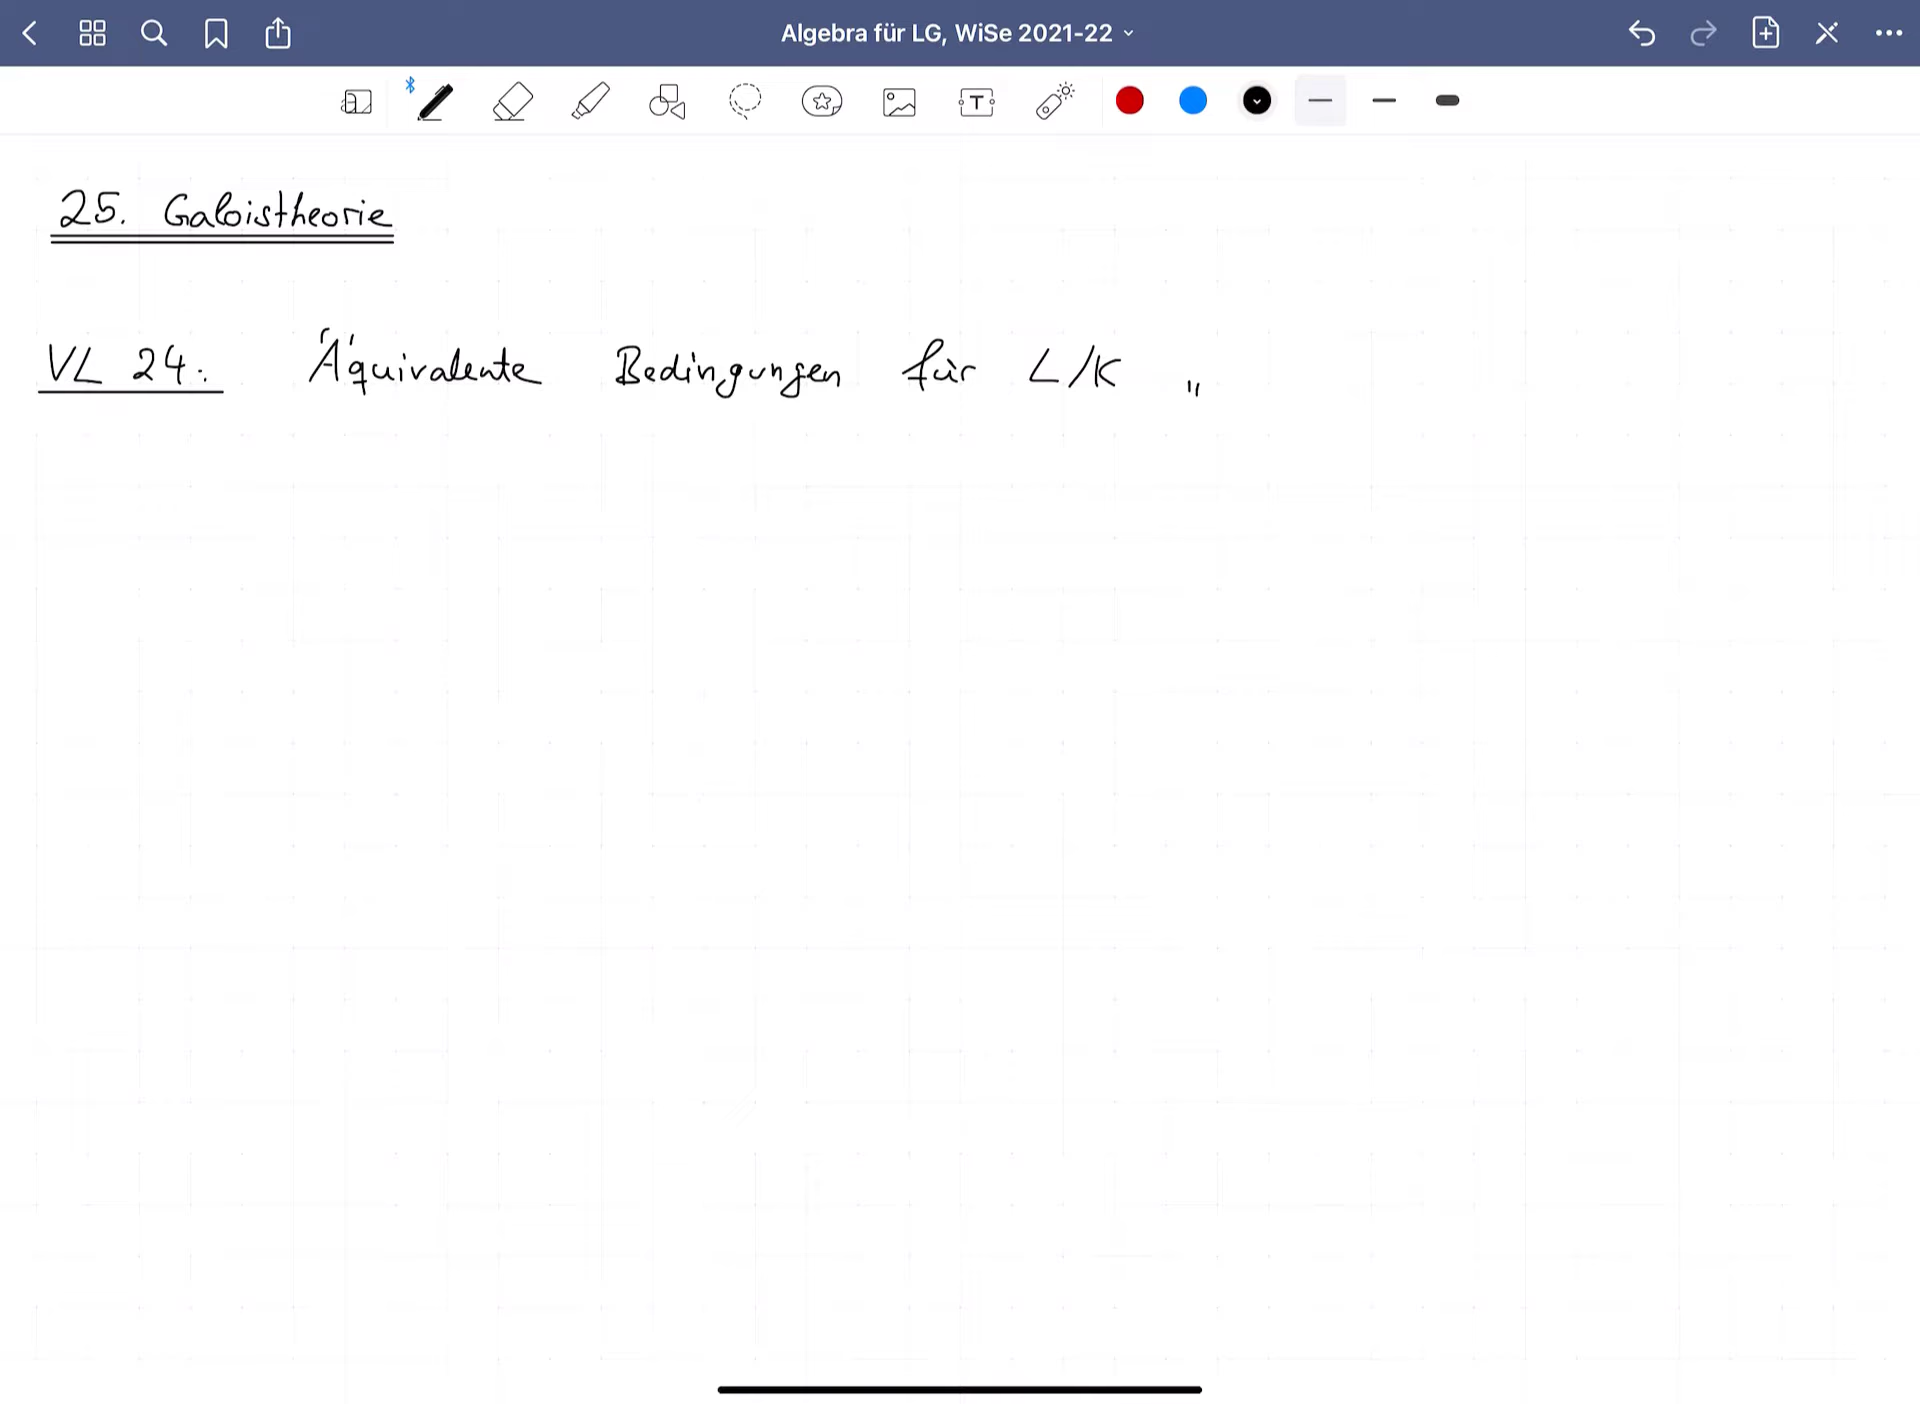 Algebra für LG, WiSe 2021-22
25. Galoistheorie
VL 24: Äquivalente Bedingungen für L/K „